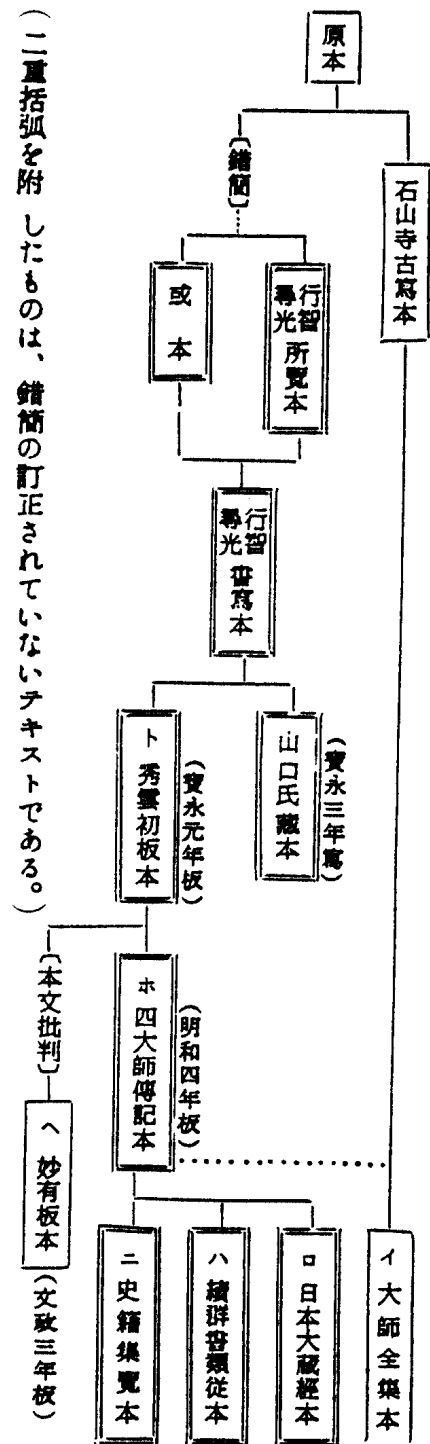 原本
石山寺古寫本
〔錯簡〕
行智
尋光
所覽本
或本
行智
尋光
書寫本
山口氏藏本
（寶永三年寫）
ト 秀雲初板本
（寶永元年板）
ホ 四大師傳記本
（明和四年板）
〔本文批判〕
ヘ 妙有板本
（文政三年板）
イ 大師全集本
ロ 日本大藏經本
ハ 續群書類従本
ニ 史籍集覽本
（二重括弧を附 したものは、錯簡の訂正されていないテキストである。）